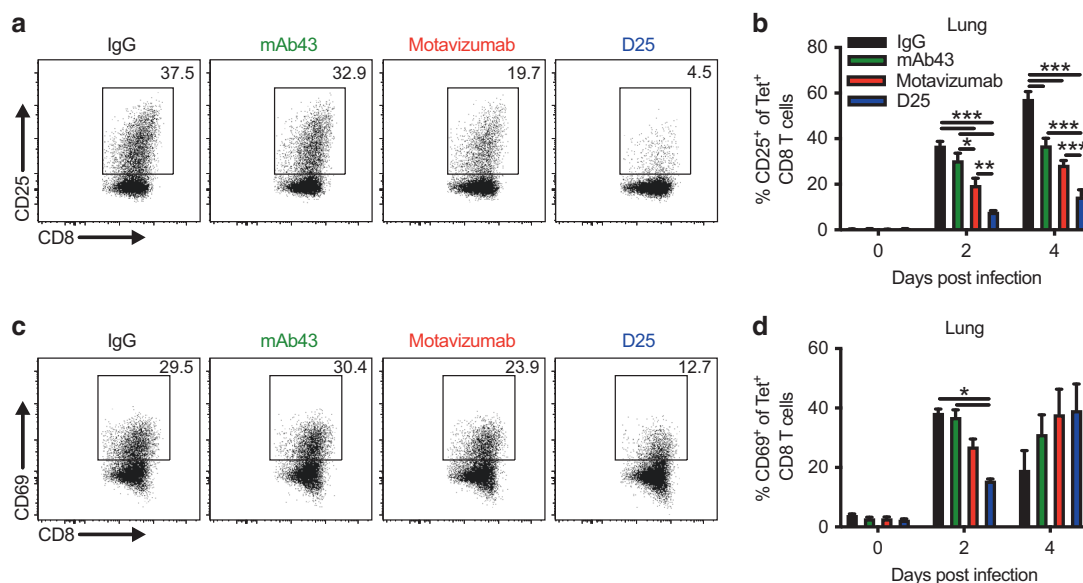 a
IgG
mAb43
Motavizumab
D25
37.5
32.9
19.7
4.5
CD25
CD8
b
Lung
IgG
mAb43
Motavizumab
D25
***
*
**
***
***
***
% CD25+ of Tet+
CD8 T cells
80
60
40
20
0
0
2
4
Days post infection
c
IgG
mAb43
Motavizumab
D25
29.5
30.4
23.9
12.7
CD69
CD8
d
Lung
*
% CD69+ of Tet+
CD8 T cells
60
40
20
0
0
2
4
Days post infection